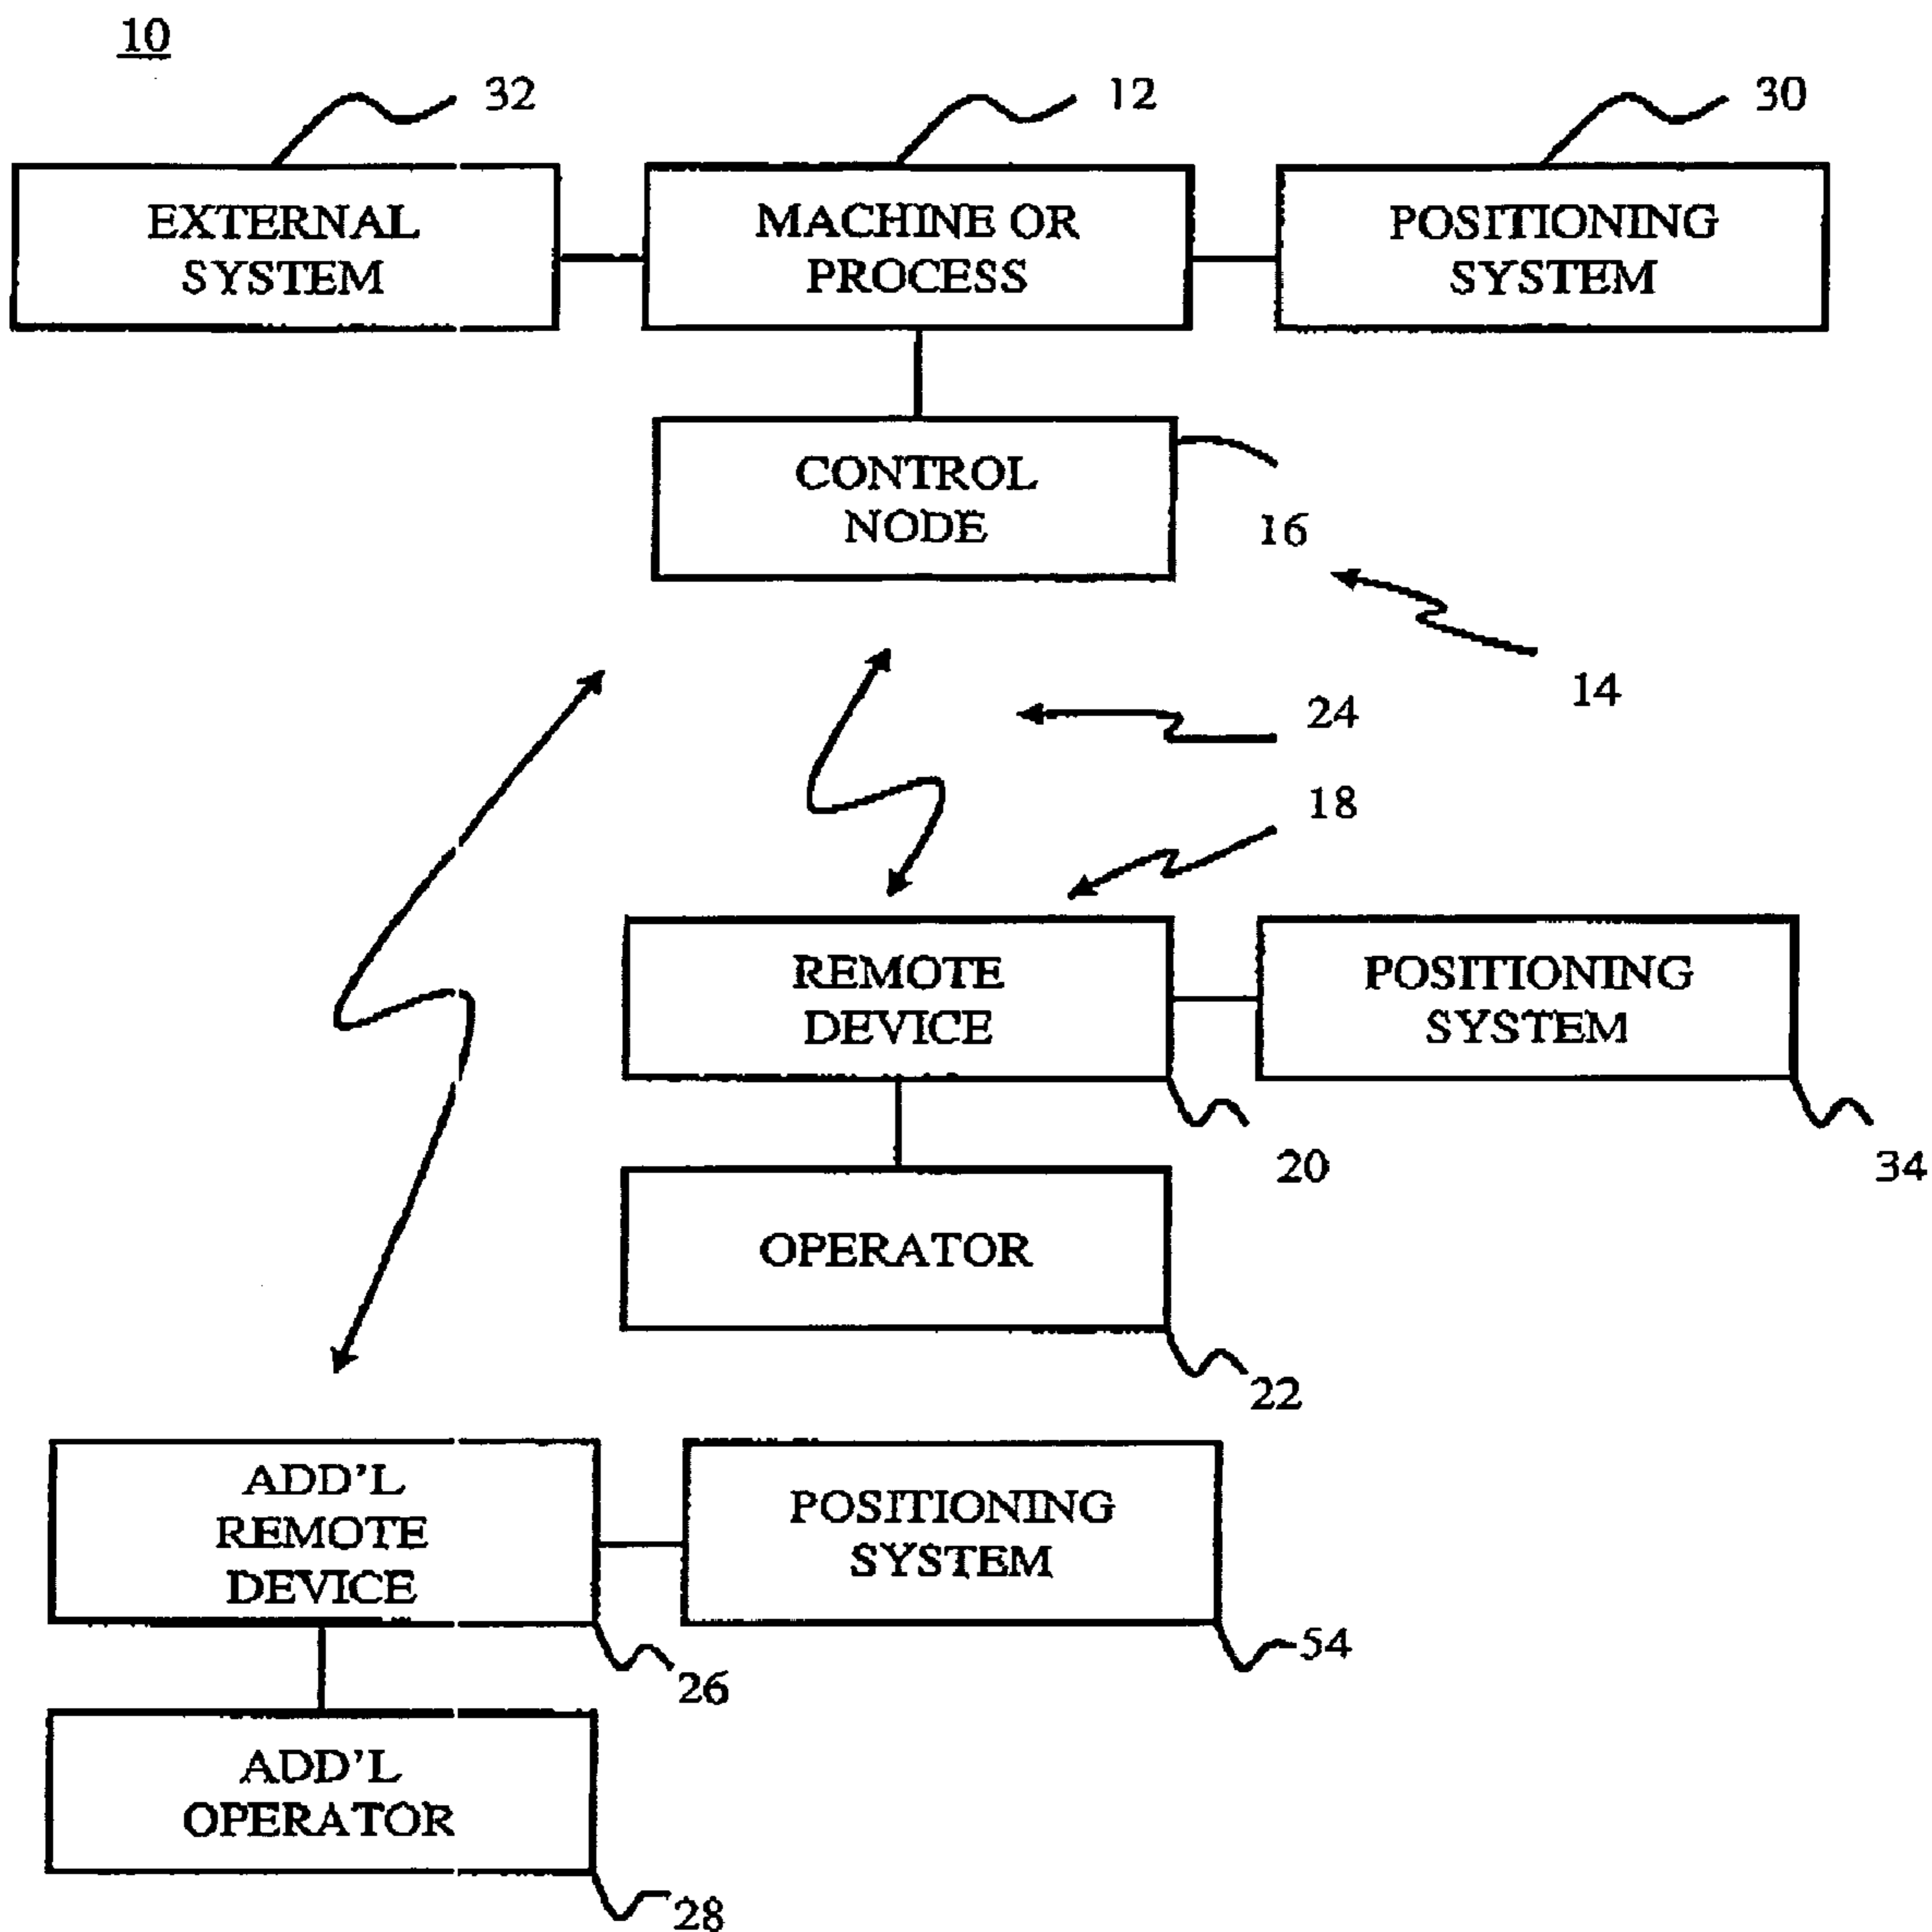 10
32
12
30
EXTERNAL
SYSTEM
MACHINE OR
PROCESS
POSITIONING
SYSTEM
CONTROL
NODE
16
14
24
18
REMOTE
DEVICE
POSITIONING
SYSTEM
20
34
OPERATOR
22
ADD'L
REMOTE
DEVICE
POSITIONING
SYSTEM
54
26
ADD'L
OPERATOR
28